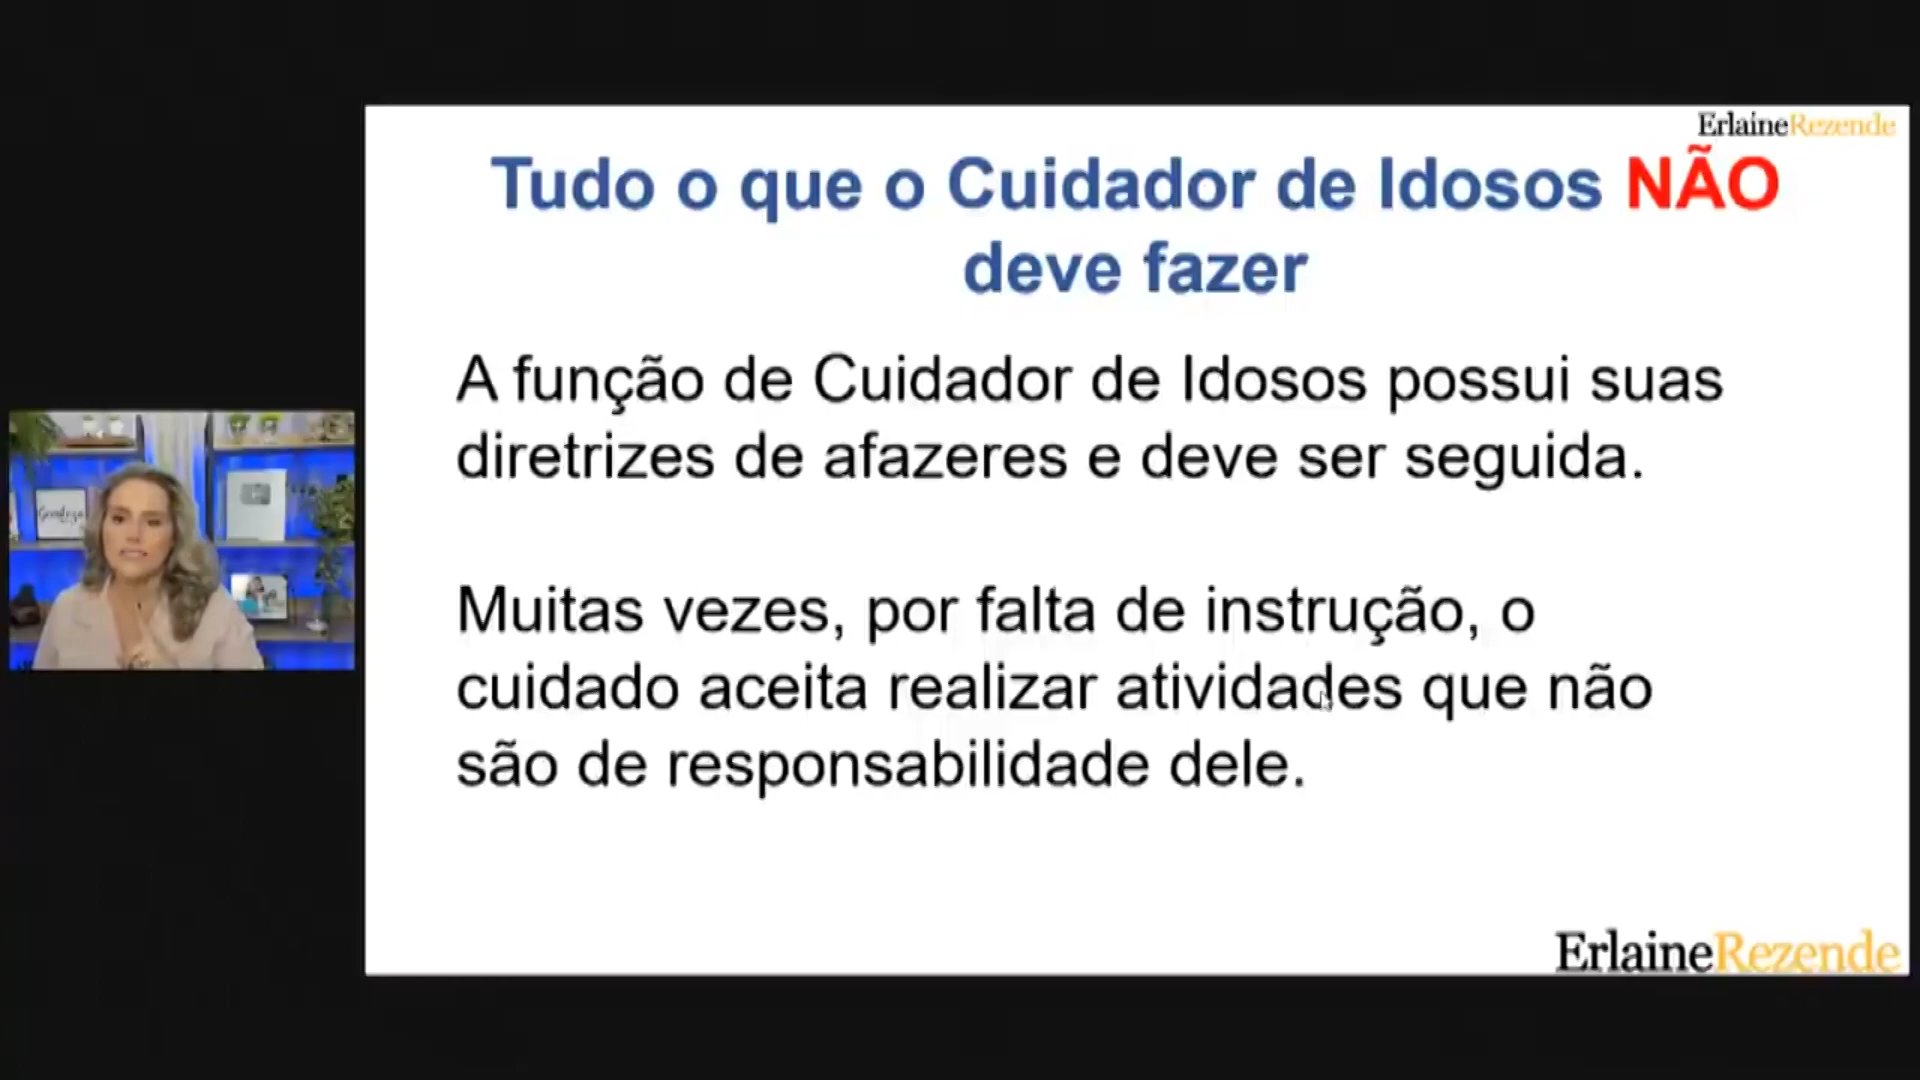 ErlaineRezende
Tudo o que o Cuidador de Idosos NÃO
deve fazer
A função de Cuidador de Idosos possui suas
diretrizes de afazeres e deve ser seguida.
Muitas vezes, por falta de instrução, o
cuidado aceita realizar atividades que não
são de responsabilidade dele.
ErlaineRezende